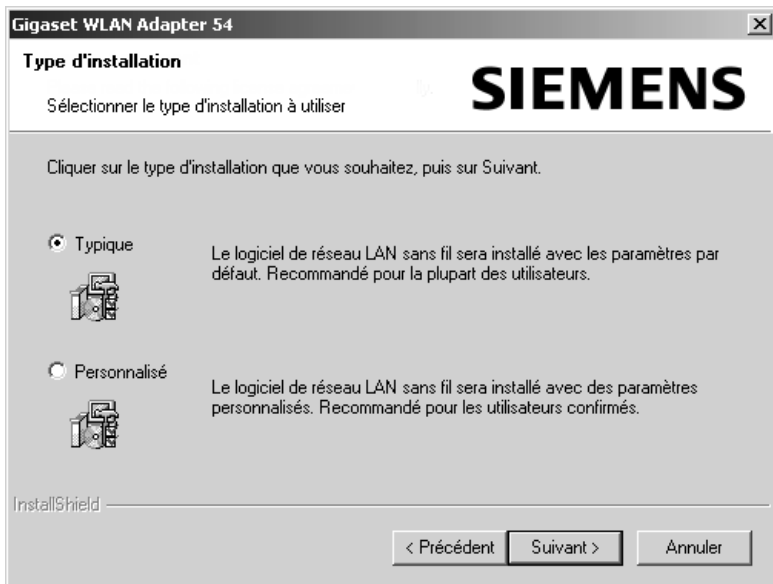 Gigaset WLAN Adapter 54
Type d'installation
Sélectionner le type d'installation à utiliser
SIEMENS
Cliquer sur le type d'installation que vous souhaitez, puis sur Suivant.
Typique
Le logiciel de réseau LAN sans fil sera installé avec les paramètres par
défaut. Recommandé pour la plupart des utilisateurs.
Personnalisé
Le logiciel de réseau LAN sans fil sera installé avec des paramètres
personnalisés. Recommandé pour les utilisateurs confirmés.
InstallShield
< Précédent
Suivant >
Annuler